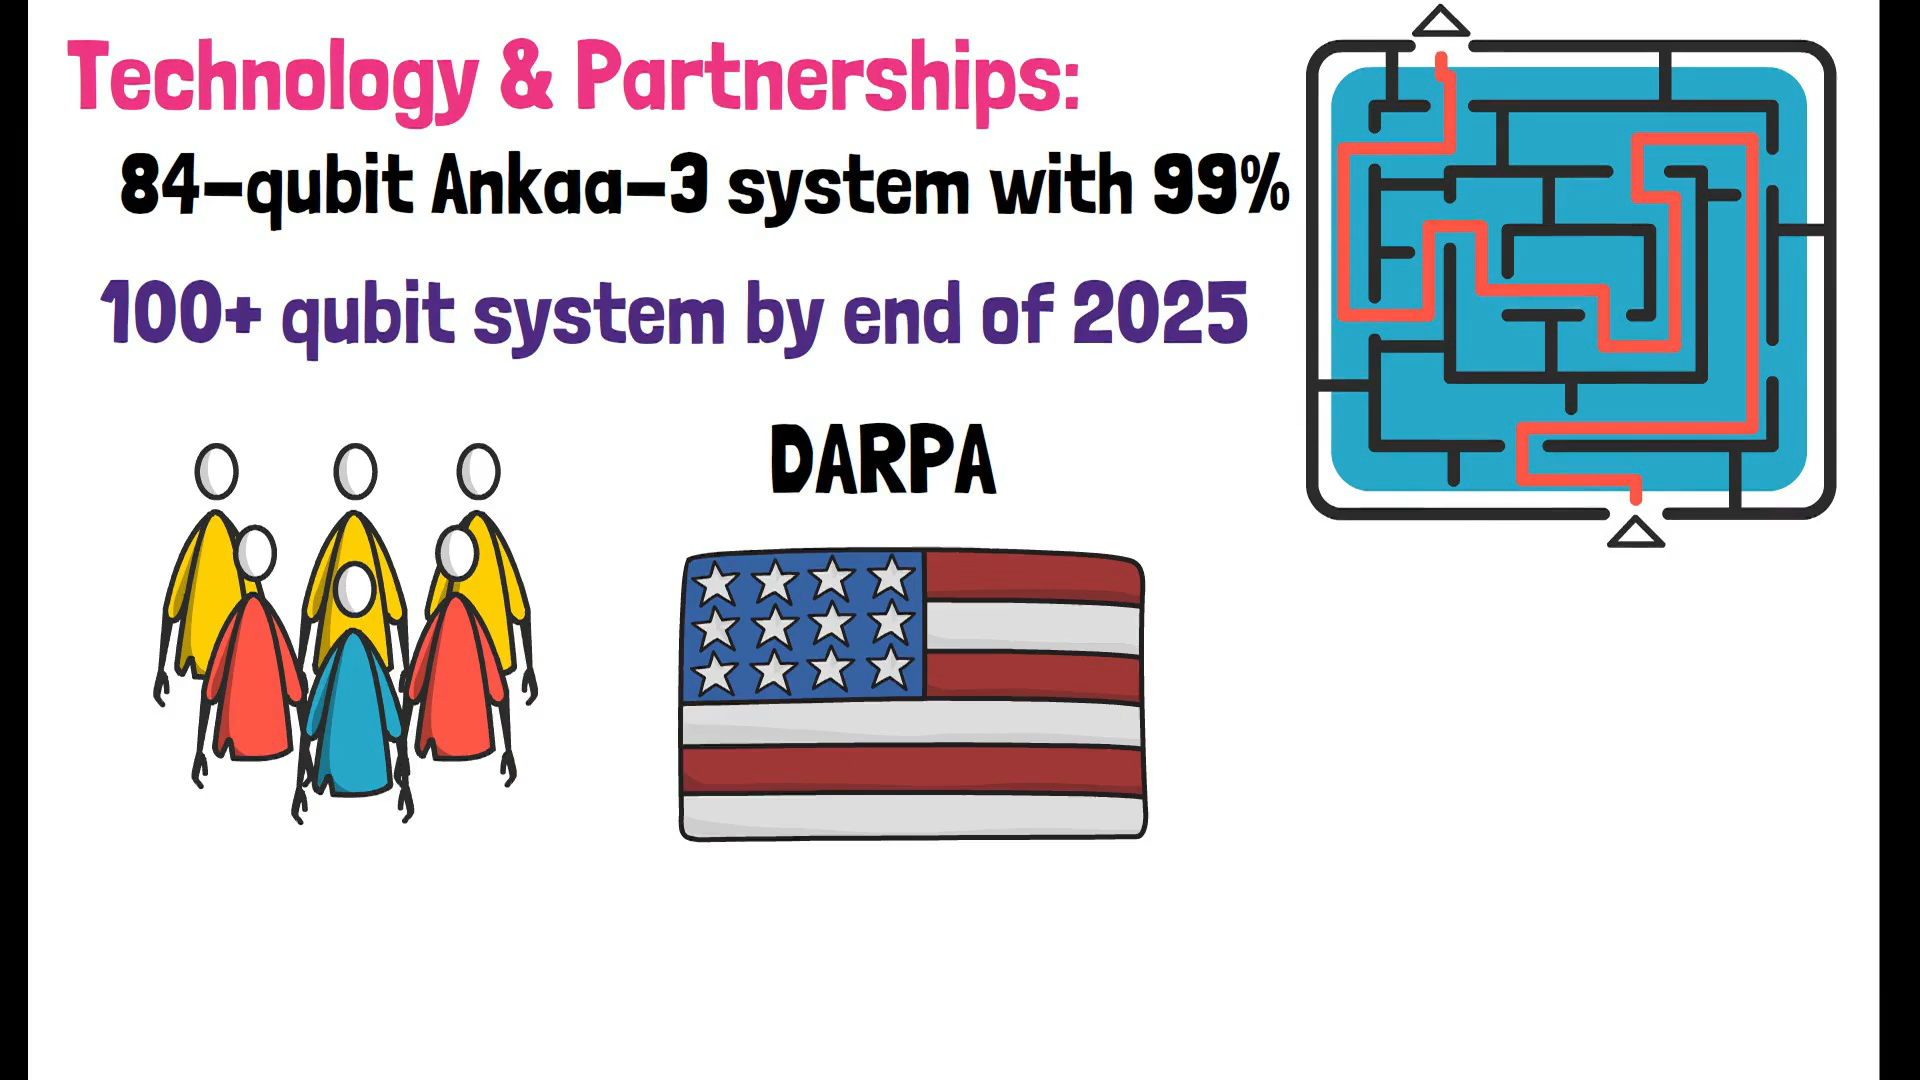 Technology & Partnerships:
84-qubit Ankaa-3 system with 99%
100+ qubit system by end of 2025
DARPA